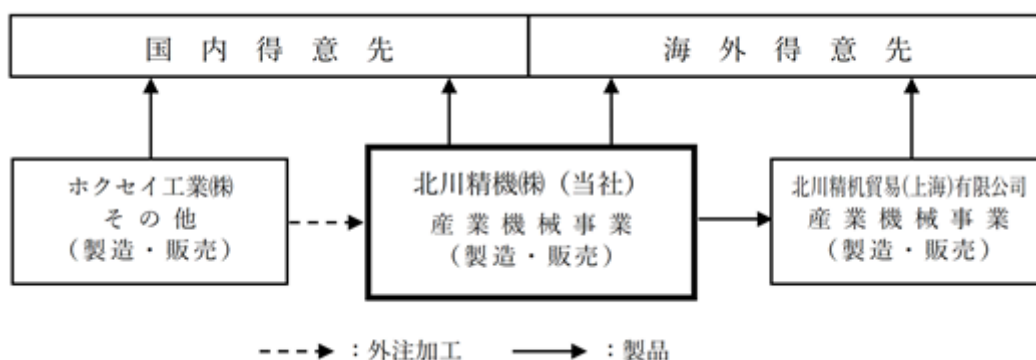 国内得意先
海外得意先
ホクセイ工業㈱
その他
(製造・販売)
北川精機㈱（当社）
産業機械事業
(製造・販売)
北川精机貿易(上海)有限公司
産業機械事業
(製造・販売)
：外注加工
：製品